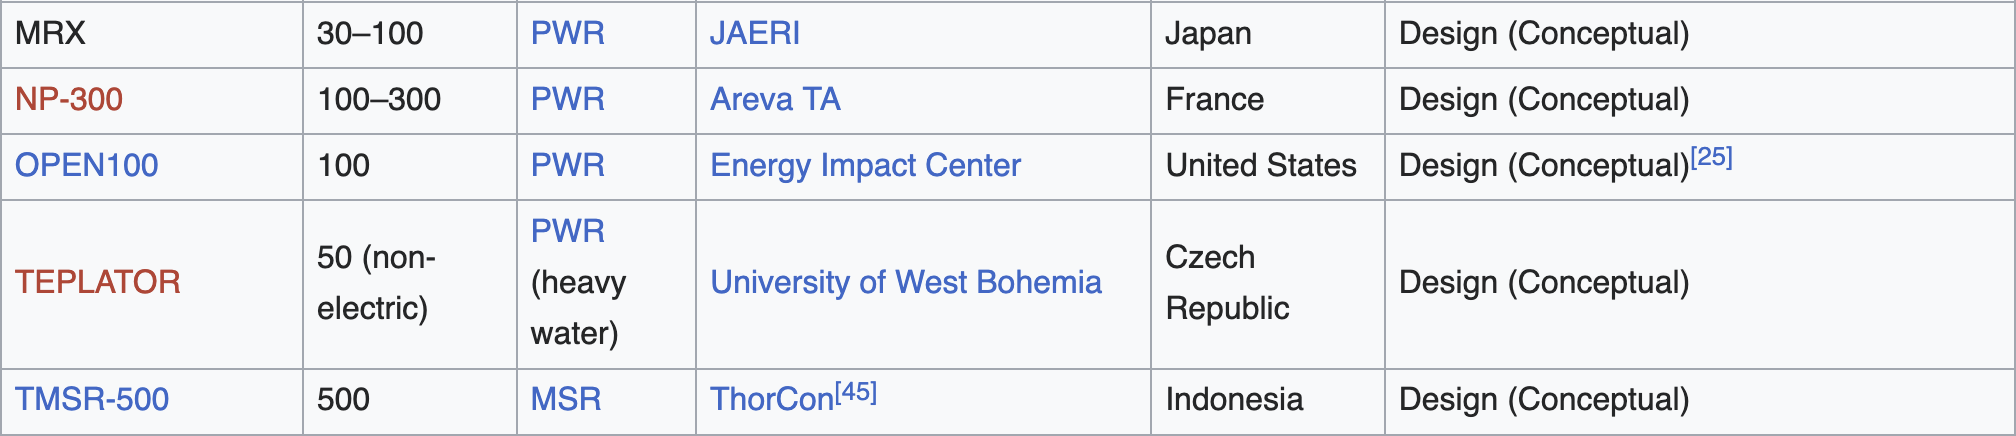 MRX 30–100 PWR JAERI Japan Design (Conceptual)
NP-300 100–300 PWR Areva TA France Design (Conceptual)
OPEN100 100 PWR Energy Impact Center United States Design (Conceptual)[25]
TEPLATOR
50 (non-
electric)
PWR
(heavy
water)
University of West Bohemia
Czech
Republic
Design (Conceptual)
TMSR-500 500 MSR ThorCon[45] Indonesia Design (Conceptual)